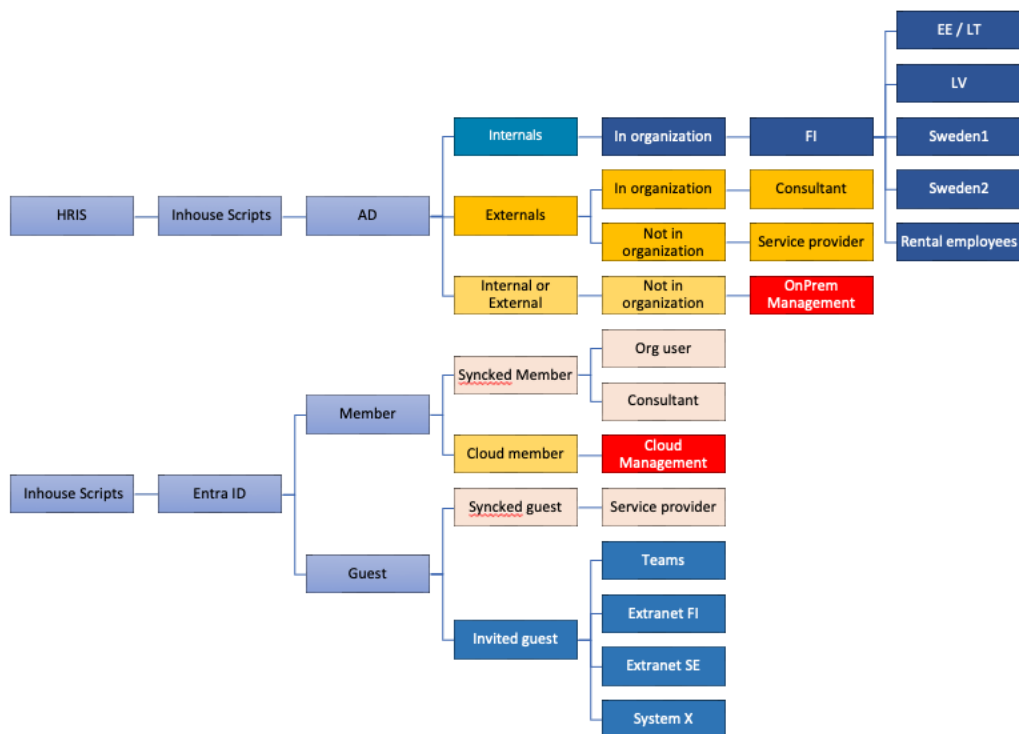 EE / LT
LV
Internals
In organization
FI
Sweden1
In organization
Consultant
Sweden2
HRIS
Inhouse Scripts
AD
Externals
Not in
organization
Service provider
Rental employees
Internal or
External
Not in
organization
OnPrem
Management
Org user
Syncked Member
Member
Consultant
Cloud member
Cloud
Management
Inhouse Scripts
Entra ID
Syncked guest
Service provider
Guest
Teams
Extranet FI
Invited guest
Extranet SE
System X